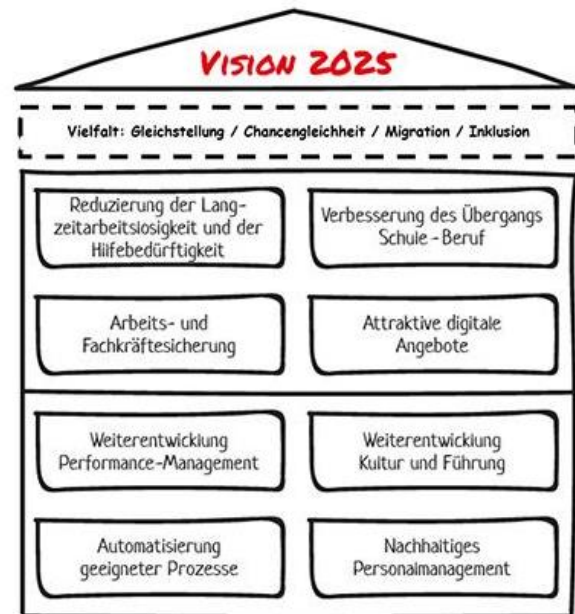 VISION 2025
Vielfalt: Gleichstellung / Chancengleichheit / Migration / Inklusion
Reduzierung der Lang-
zeitarbeitslosigkeit und der
Hilfebedürftigkeit
Verbesserung des Übergangs
Schule - Beruf
Arbeits- und
Fachkräftesicherung
Attraktive digitale
Angebote
Weiterentwicklung
Performance-Management
Weiterentwicklung
Kultur und Führung
Automatisierung
geeigneter Prozesse
Nachhaltiges
Personalmanagement